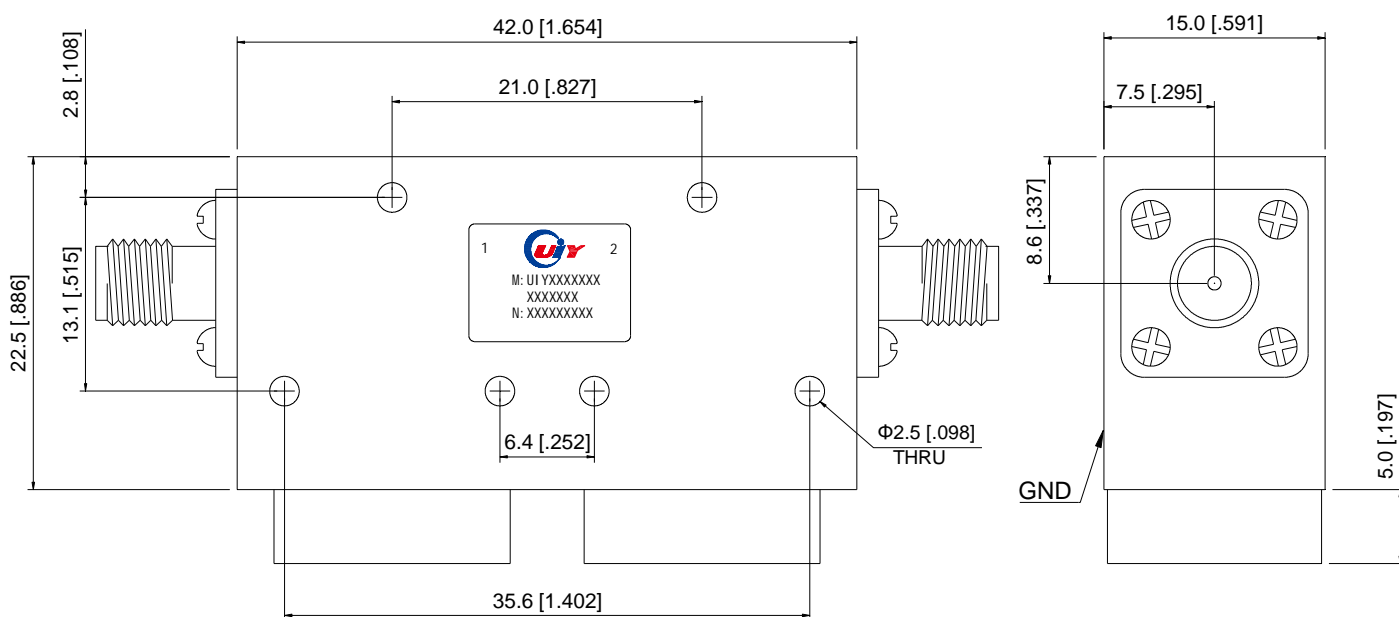 42.0 [1.654]
15.0 [.591]
2.8 [.108]
21.0 [.827]
7.5 [.295]
8.6 [.337]
1
UiY
2
M: UIYXXXXXXX
XXXXXXX
N: XXXXXXXXX
13.1 [.515]
22.5 [.886]
6.4 [.252]
Φ2.5 [.098]
THRU
5.0 [.197]
GND
35.6 [1.402]